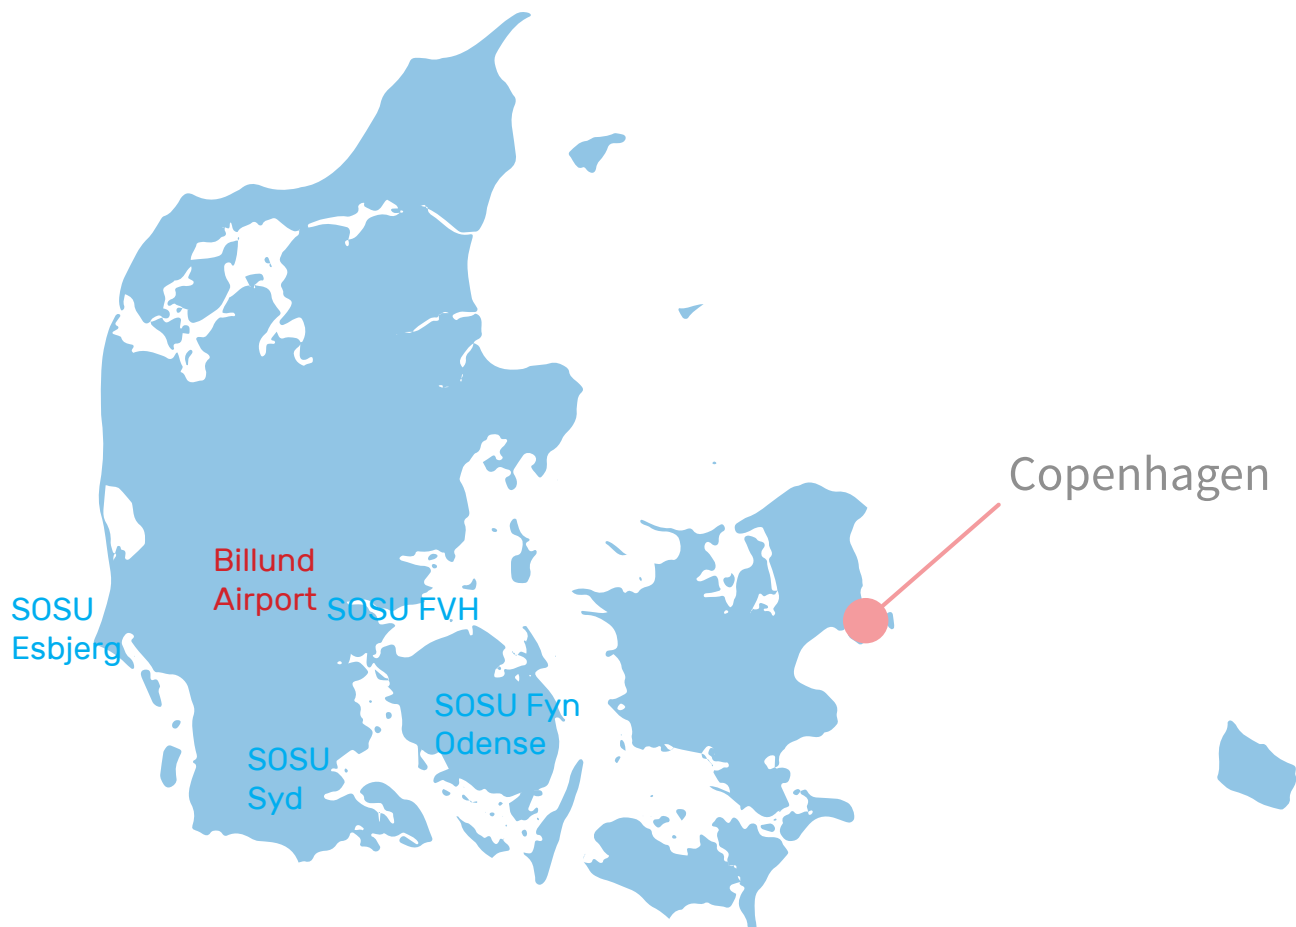 Copenhagen
Billund
Airport
SOSU FVH
SOSU
Esbjerg
SOSU Fyn
Odense
SOSU
Syd